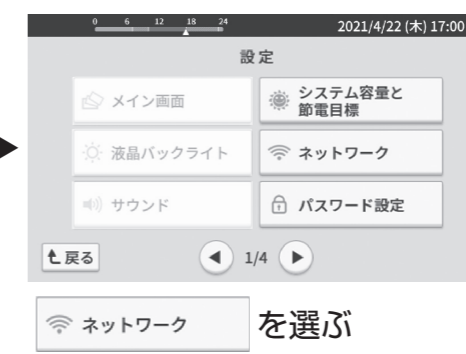 0 6 12 18 24
2021/4/22 (木) 17:00
設定
メイン画面
システム容量と
節電目標
液晶バックライト
ネットワーク
サウンド
パスワード設定
戻る
1/4
ネットワーク を選ぶ